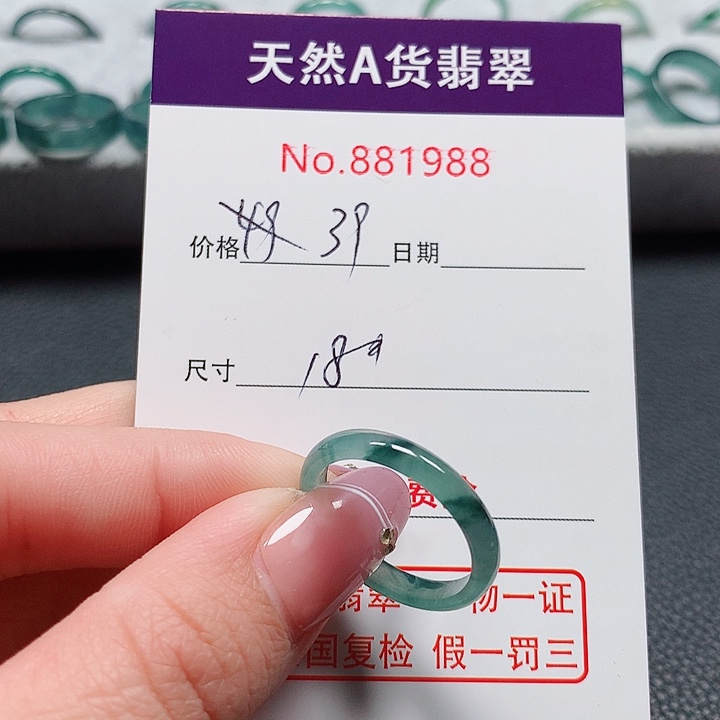 天然A货翡翠
No.881988
价格 48 39 日期
尺寸 18
费
翡翠 物一证
国复检 假一罚三